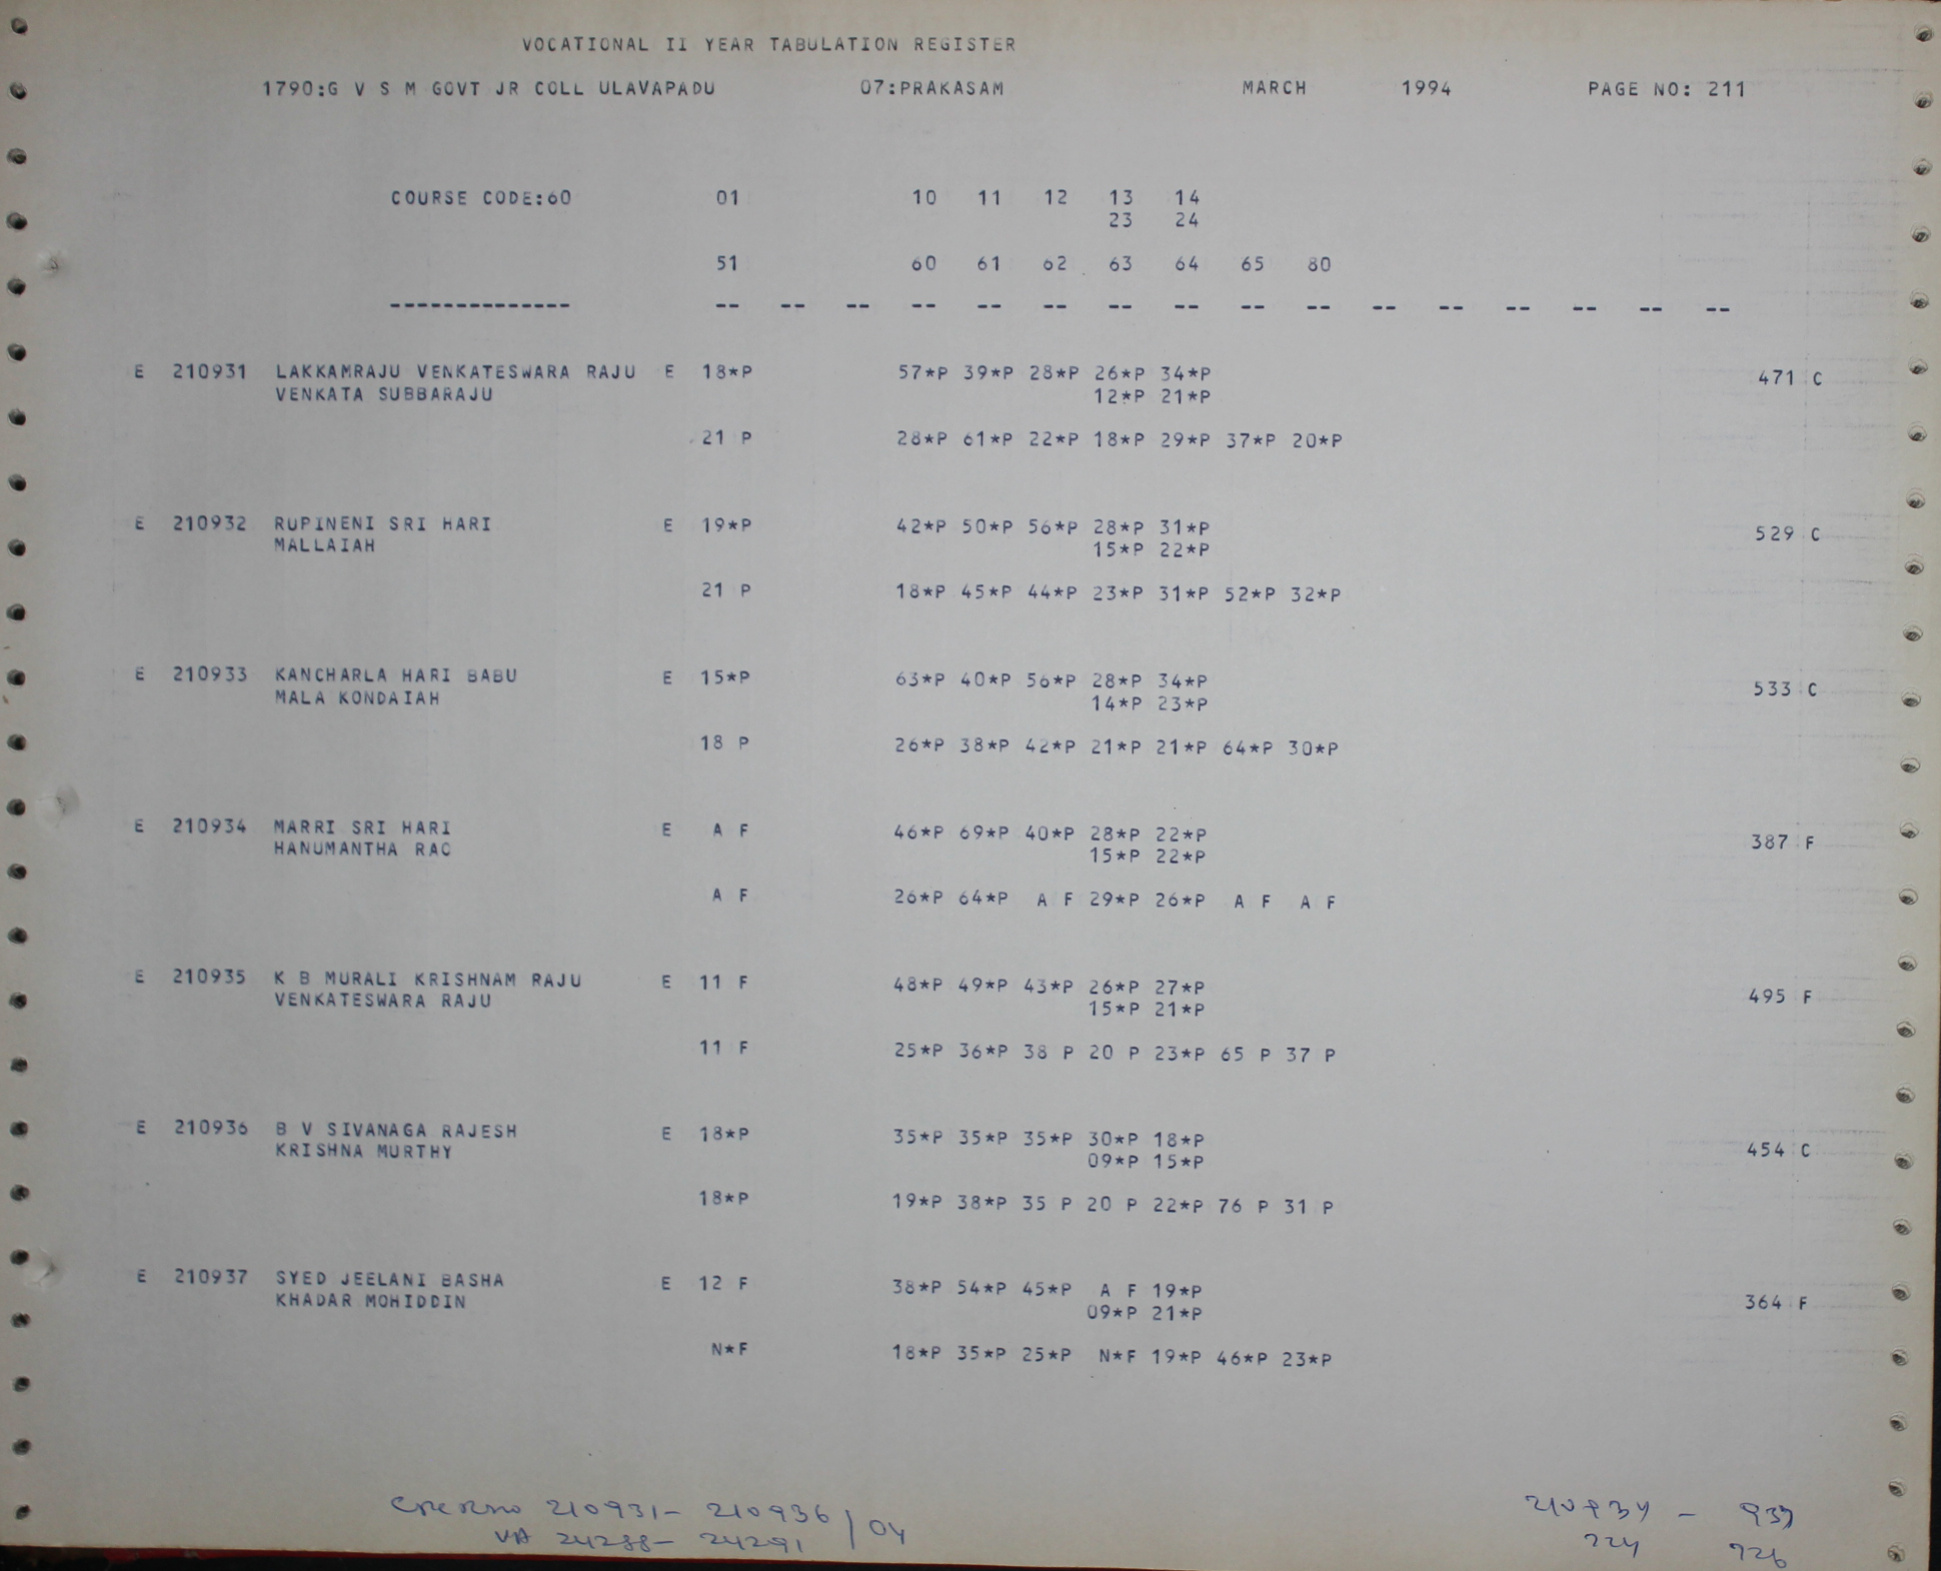 VOCATIONAL II YEAR TABULATION REGISTER
1790:G V S M GOVT JR COLL ULAVAPADU 07:PRAKASAM MARCH 1994 PAGE NO: 211
COURSE CODE:60 01 10 11 12 13 14
23 24
51 60 61 62 63 64 65 80
-------------- -- -- -- -- -- -- -- -- -- -- -- -- -- -- -- --
E 210931 LAKKAMRAJU VENKATESWARA RAJU E 18*P 57*P 39*P 28*P 26*P 34*P 471 C
VENKATA SUBBARAJU 12*P 21*P
21 P 28*P 61*P 22*P 18*P 29*P 37*P 20*P
E 210932 RUPINENI SRI HARI E 19*P 42*P 50*P 56*P 28*P 31*P 529 C
MALLAIAH 15*P 22*P
21 P 18*P 45*P 44*P 23*P 31*P 52*P 32*P
E 210933 KANCHARLA HARI BABU E 15*P 63*P 40*P 56*P 28*P 34*P 533 C
MALA KONDAIAH 14*P 23*P
18 P 26*P 38*P 42*P 21*P 21*P 64*P 30*P
E 210934 MARRI SRI HARI E A F 46*P 69*P 40*P 28*P 22*P 387 F
HANUMANTHA RAO 15*P 22*P
A F 26*P 64*P A F 29*P 26*P A F A F
E 210935 K B MURALI KRISHNAM RAJU E 11 F 48*P 49*P 43*P 26*P 27*P 495 F
VENKATESWARA RAJU 15*P 21*P
11 F 25*P 36*P 38 P 20 P 23*P 65 P 37 P
E 210936 B V SIVANAGA RAJESH E 18*P 35*P 35*P 35*P 30*P 18*P 454 C
KRISHNA MURTHY 09*P 15*P
18*P 19*P 38*P 35 P 20 P 22*P 76 P 31 P
E 210937 SYED JEELANI BASHA E 12 F 38*P 54*P 45*P A F 19*P 364 F
KHADAR MOHIDDIN 09*P 21*P
N*F 18*P 35*P 25*P N*F 19*P 46*P 23*P
210931- 210936 / 04
24288- 24291
210934 - 937
926